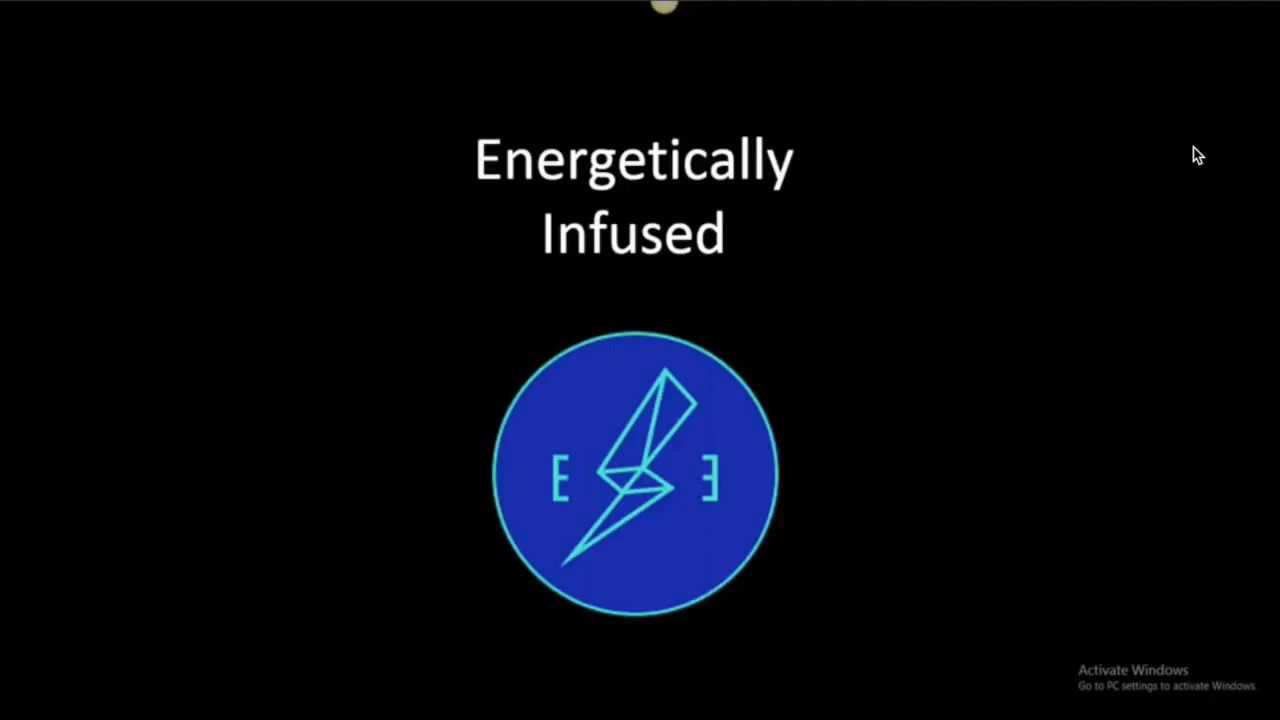 Energetically
Infused
E Ǝ
Activate Windows
Go to PC settings to activate Windows.